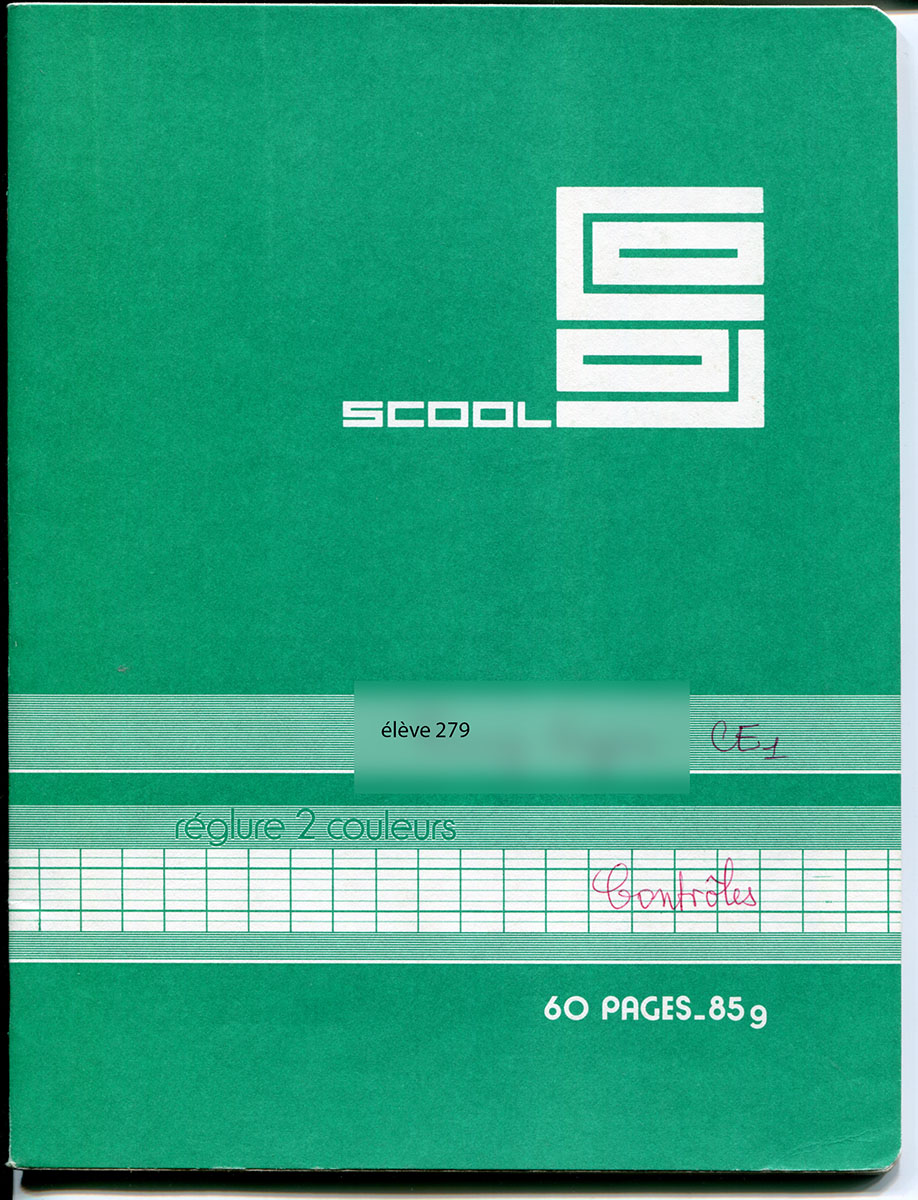 SCOOL
élève 279
CE1
réglure 2 couleurs
Contrôles
60 PAGES_85g